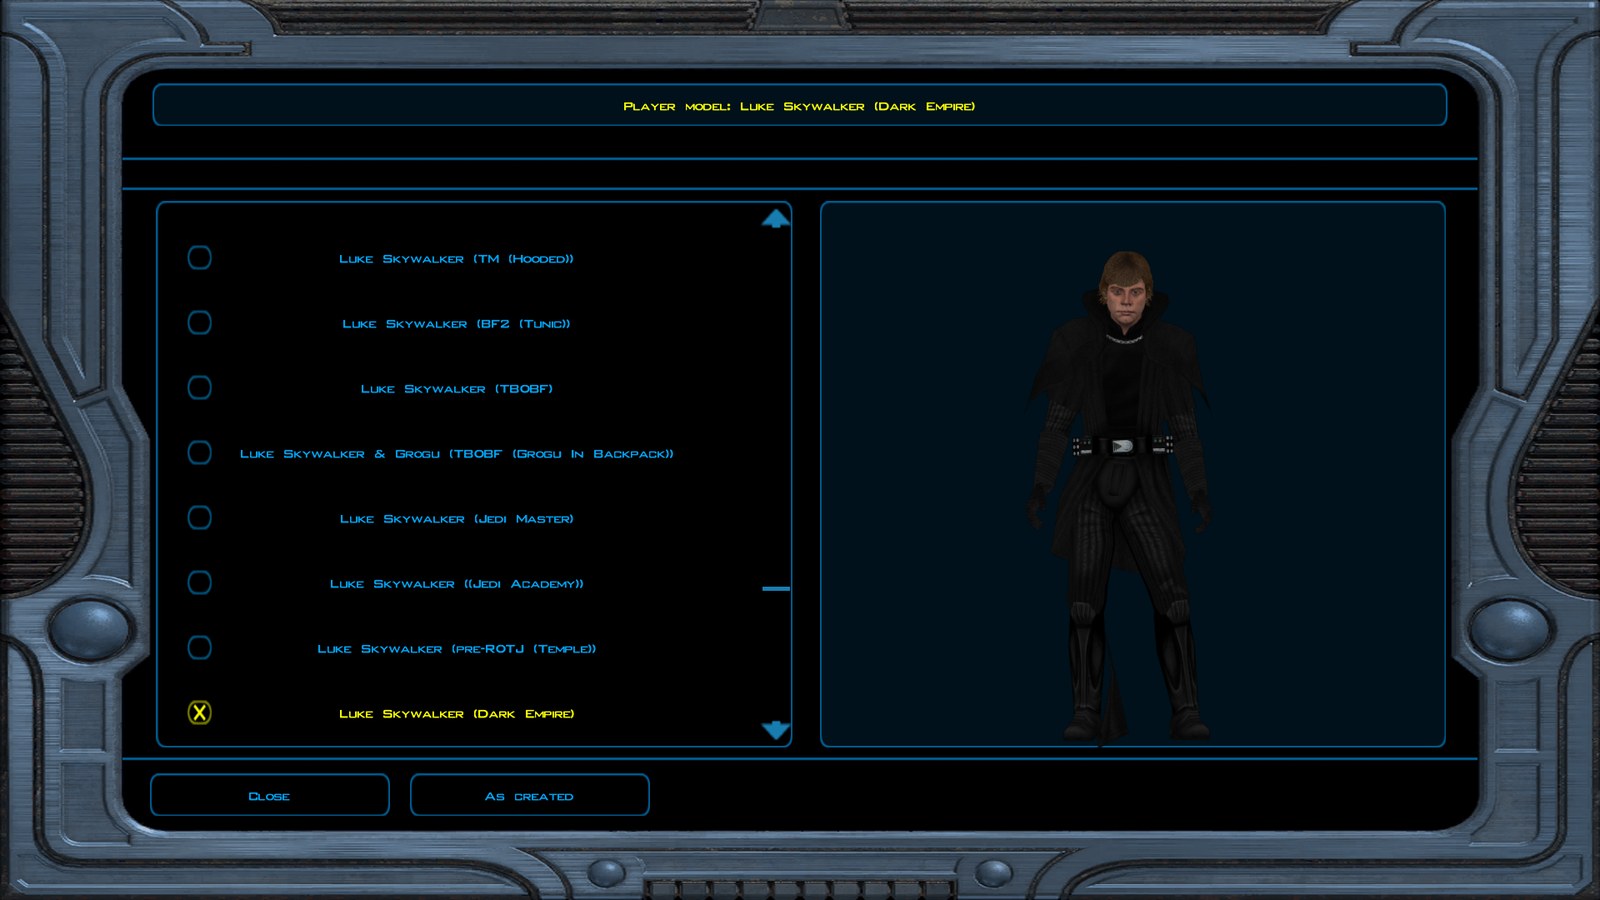 Player model: Luke Skywalker (Dark Empire)
Luke Skywalker (TM (Hooded))
Luke Skywalker (BF2 (Tunic))
Luke Skywalker (TBOBF)
Luke Skywalker & Grogu (TBOBF (Grogu In Backpack))
Luke Skywalker (Jedi Master)
Luke Skywalker ((Jedi Academy))
Luke Skywalker (pre-ROTJ (Temple))
X Luke Skywalker (Dark Empire)
Close
As created